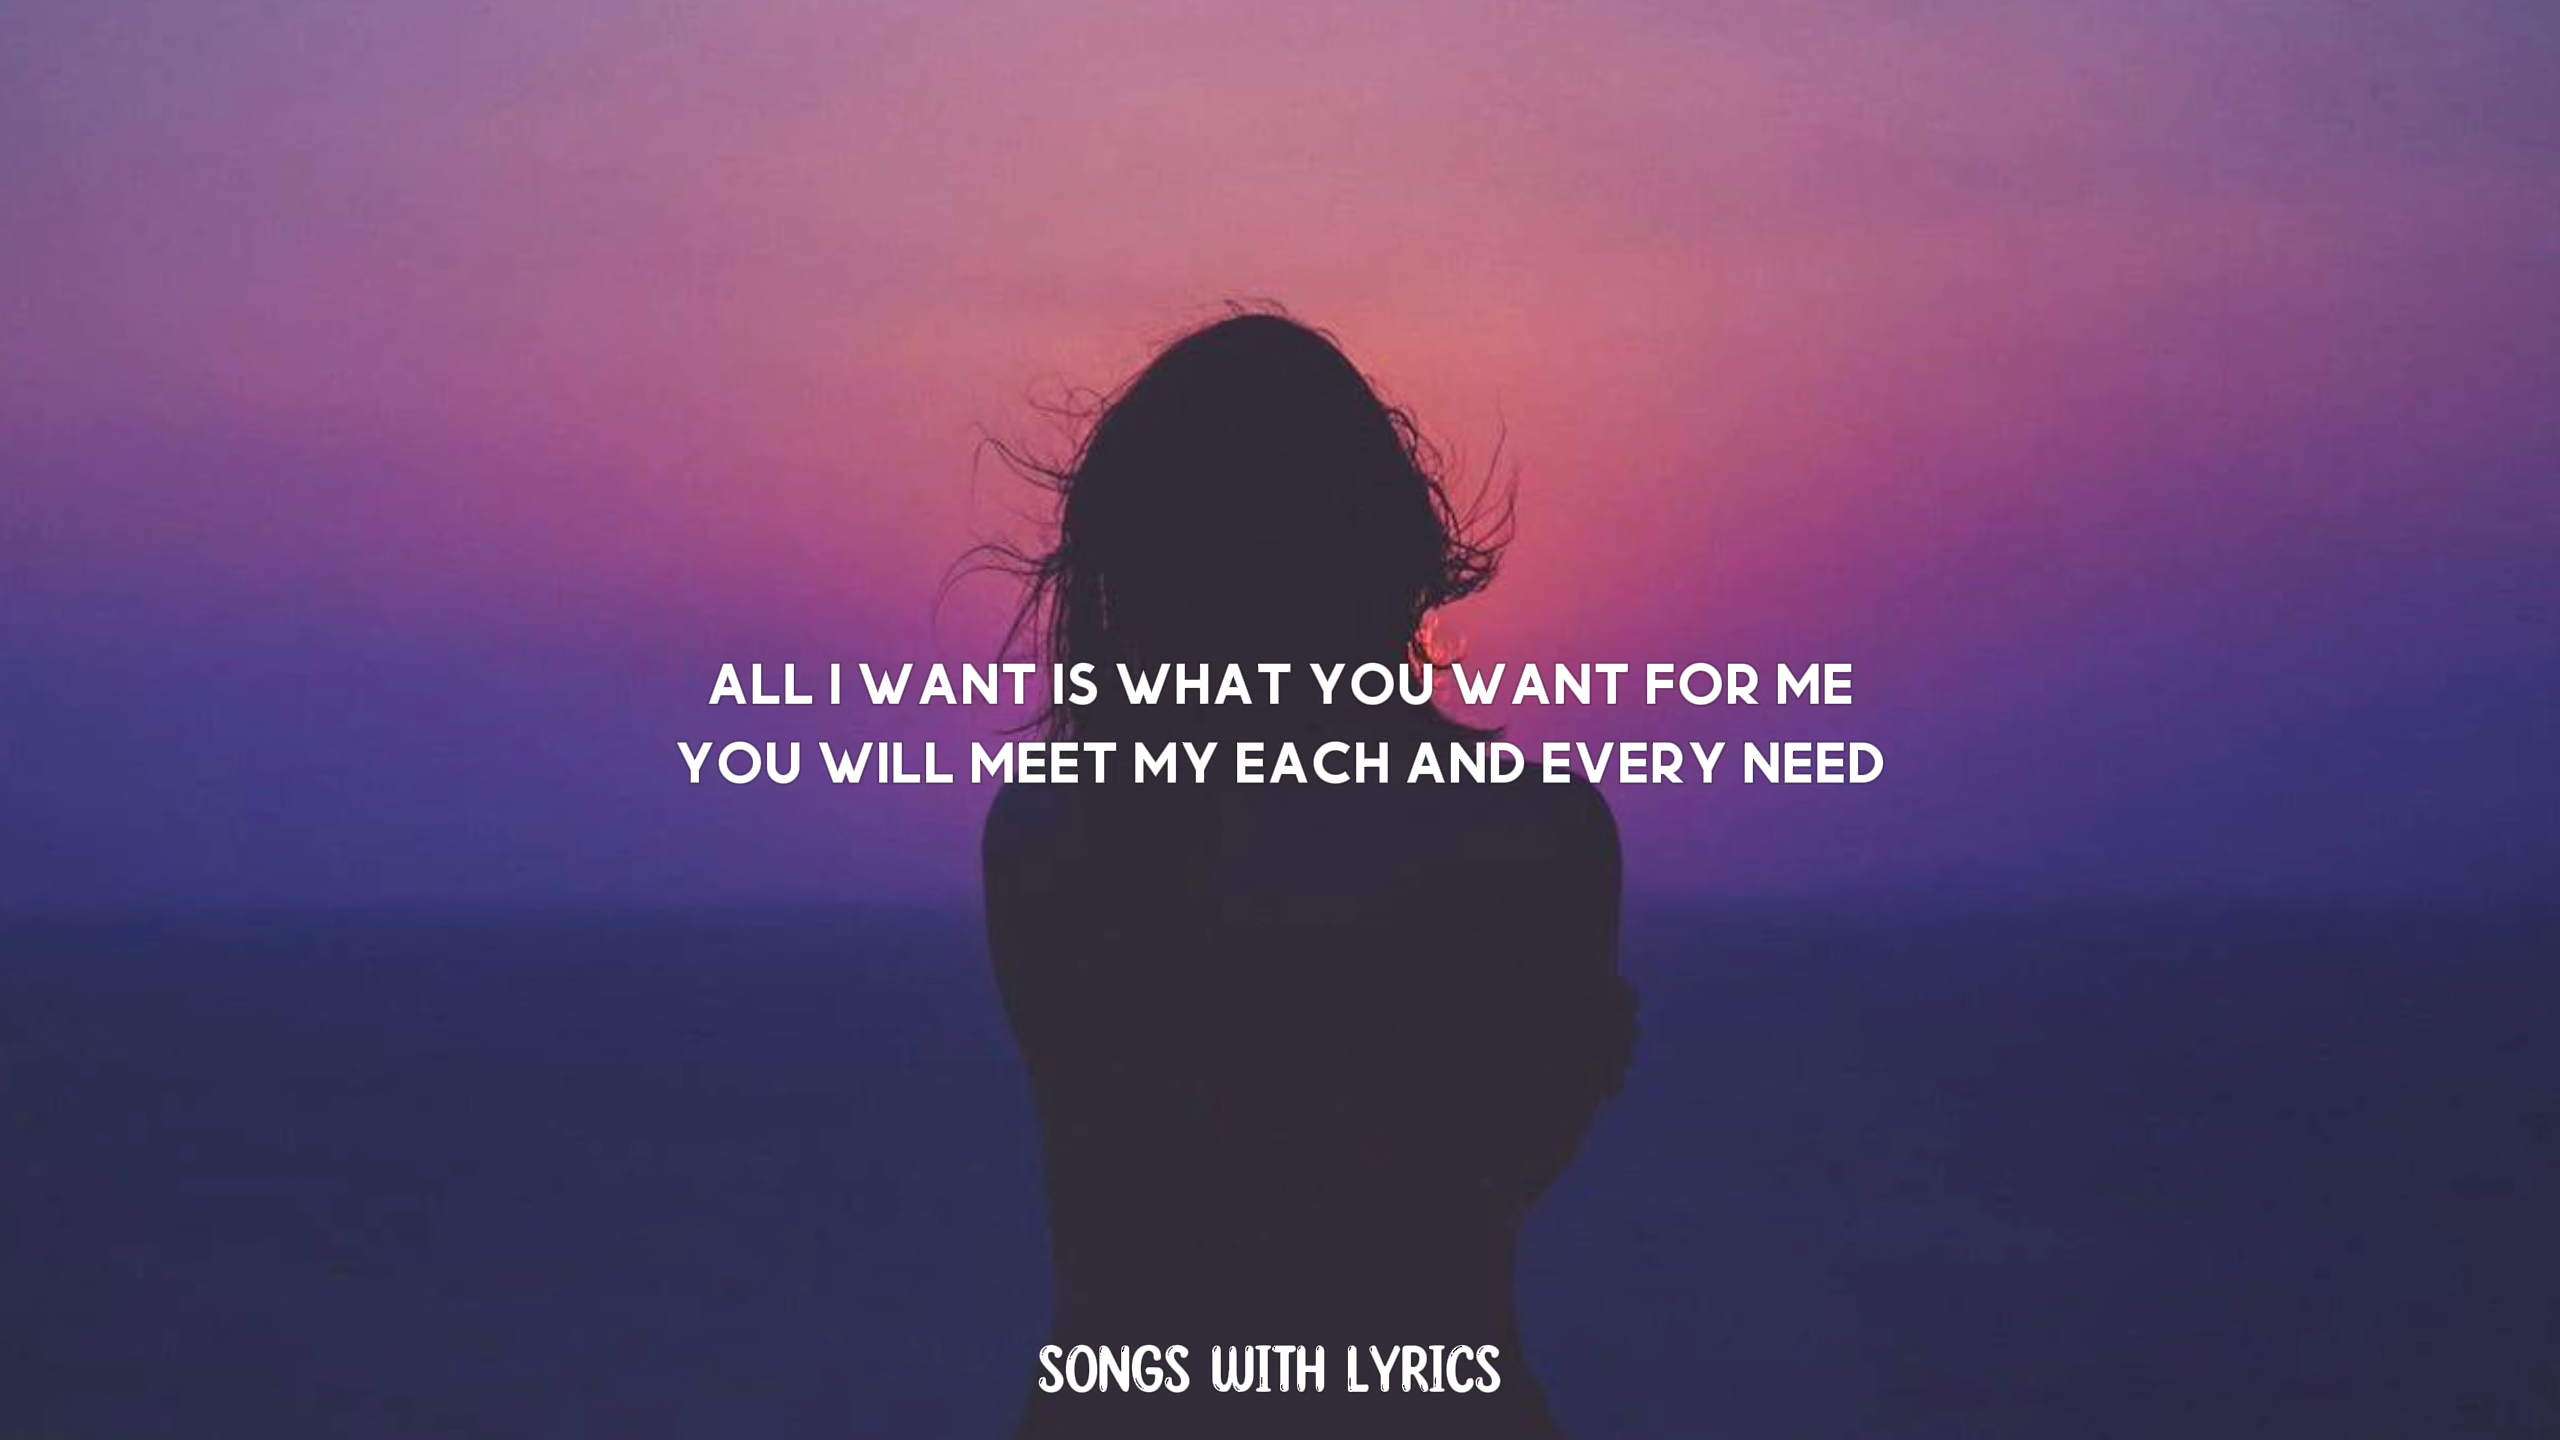 ALL I WANT IS WHAT YOU WANT FOR ME
YOU WILL MEET MY EACH AND EVERY NEED
SONGS WITH LYRICS